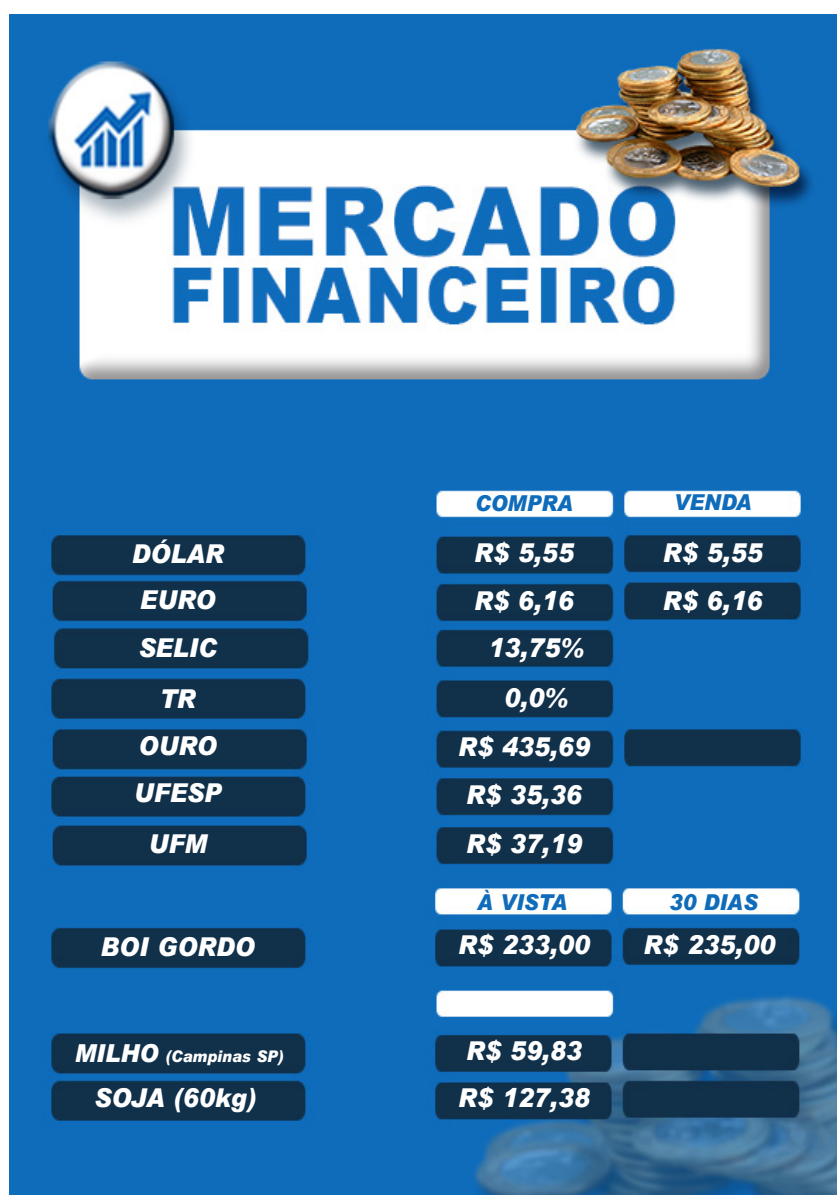 MERCADO
FINANCEIRO
COMPRA VENDA
DÓLAR R$ 5,55 R$ 5,55
EURO R$ 6,16 R$ 6,16
SELIC 13,75%
TR 0,0%
OURO R$ 435,69
UFESP R$ 35,36
UFM R$ 37,19
À VISTA 30 DIAS
BOI GORDO R$ 233,00 R$ 235,00
MILHO (Campinas SP) R$ 59,83
SOJA (60kg) R$ 127,38